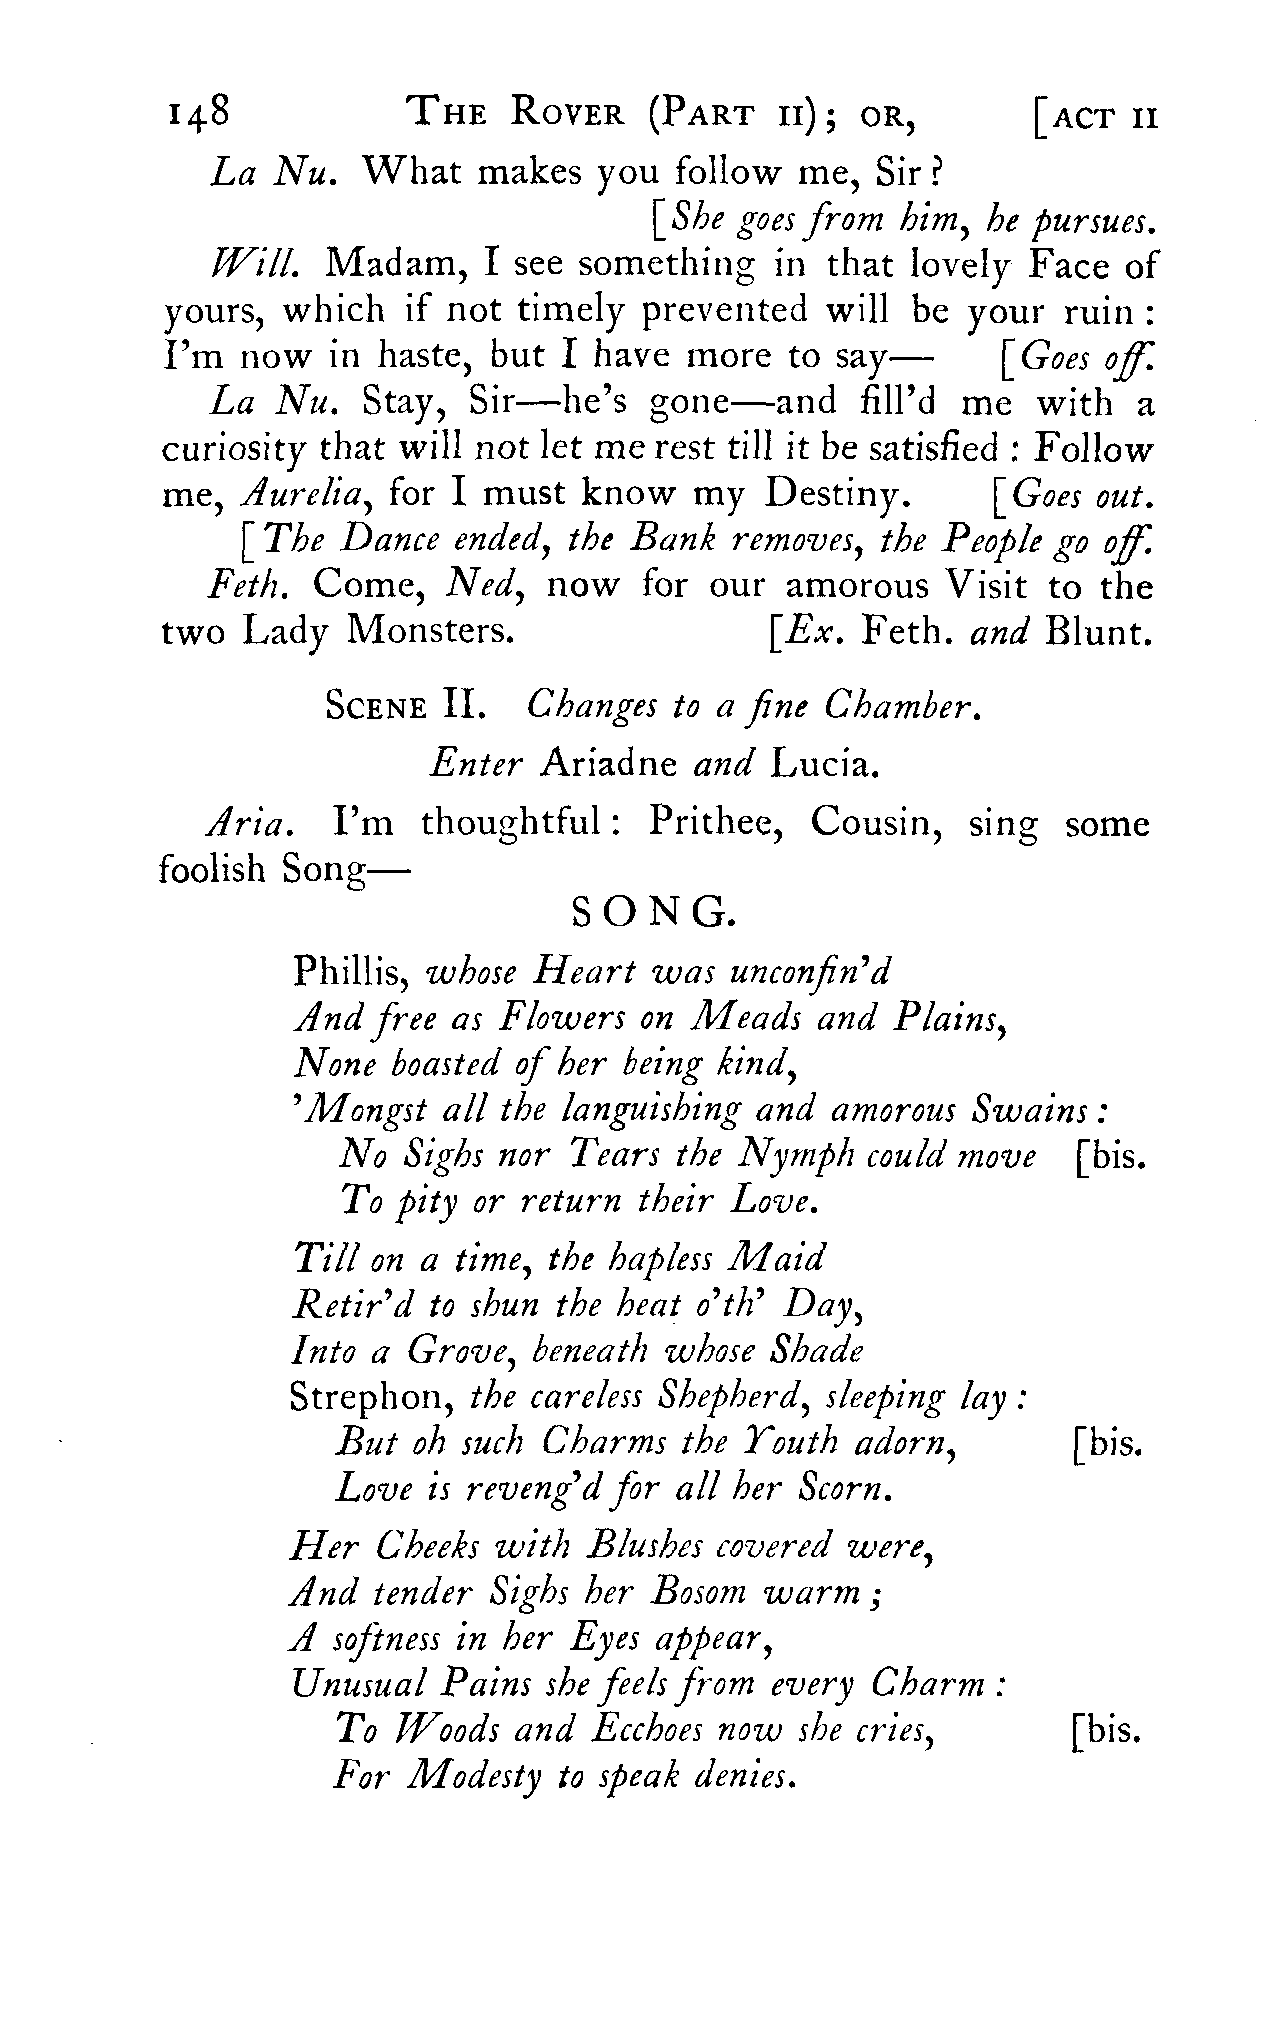 148 THE ROVER (PART II); OR, [ACT II
La Nu. What makes you follow me, Sir?
[She goes from him, he pursues.
Will. Madam, I see something in that lovely Face of
yours, which if not timely prevented will be your ruin:
I'm now in haste, but I have more to say— [Goes off.
La Nu. Stay, Sir—he's gone—and fill'd me with a
curiosity that will not let me rest till it be satisfied: Follow
me, Aurelia, for I must know my Destiny. [Goes out.
[The Dance ended, the Bank removes, the People go off.
Feth. Come, Ned, now for our amorous Visit to the
two Lady Monsters. [Ex. Feth. and Blunt.
SCENE II. Changes to a fine Chamber.
Enter Ariadne and Lucia.
Aria. I'm thoughtful: Prithee, Cousin, sing some
foolish Song—
SONG.
Phillis, whose Heart was unconfin'd
And free as Flowers on Meads and Plains,
None boasted of her being kind,
'Mongst all the languishing and amorous Swains:
No Sighs nor Tears the Nymph could move [bis.
To pity or return their Love.
Till on a time, the hapless Maid
Retir'd to shun the heat o'th' Day,
Into a Grove, beneath whose Shade
Strephon, the careless Shepherd, sleeping lay:
But oh such Charms the Youth adorn, [bis.
Love is reveng'd for all her Scorn.
Her Cheeks with Blushes covered were,
And tender Sighs her Bosom warm;
A softness in her Eyes appear,
Unusual Pains she feels from every Charm:
To Woods and Ecchoes now she cries, [bis.
For Modesty to speak denies.